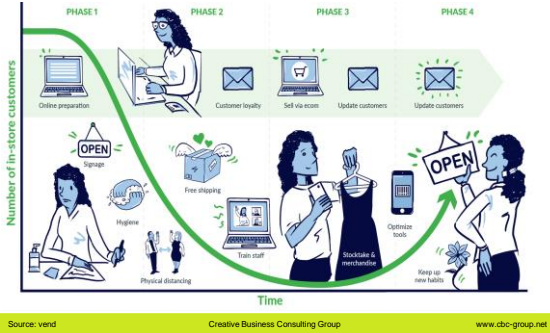 PHASE 1
PHASE 2
PHASE 3
PHASE 4
Number of in-store customers
Online preparation
Customer loyalty
Sell via ecom
Update customers
Update customers
OPEN
Signage
Hygiene
Physical distancing
Free shipping
Train staff
Stocktake &
merchandise
Optimize
tools
OPEN
Keep up
new habits
Time
Source: vend
Creative Business Consulting Group
www.cbc-group.net